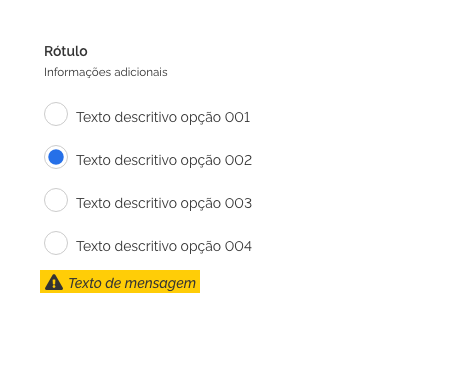 Rótulo
Informações adicionais
Texto descritivo opção 001
Texto descritivo opção 002
Texto descritivo opção 003
Texto descritivo opção 004
Texto de mensagem